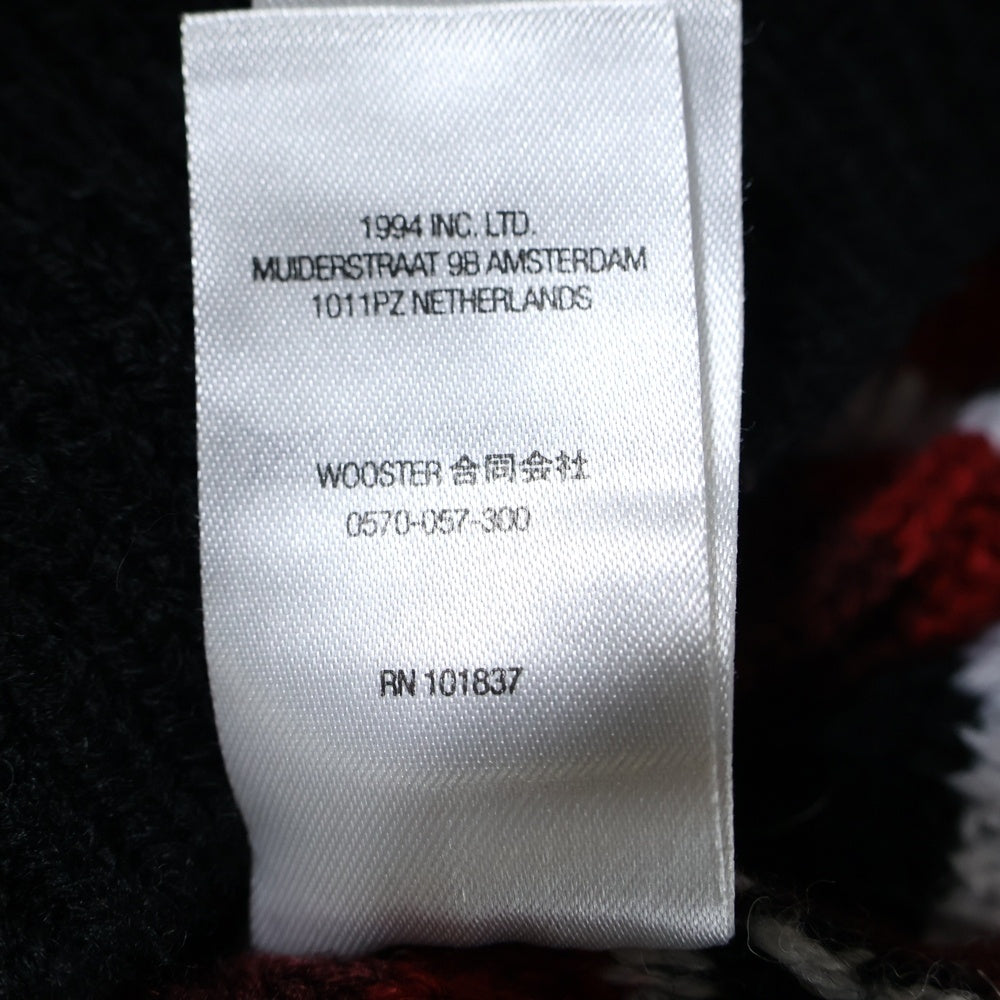 1994 INC. LTD.
MUIDERSTRAAT 9B AMSTERDAM
1011PZ NETHERLANDS
WOOSTER 合同会社
0570-057-300
RN 101837